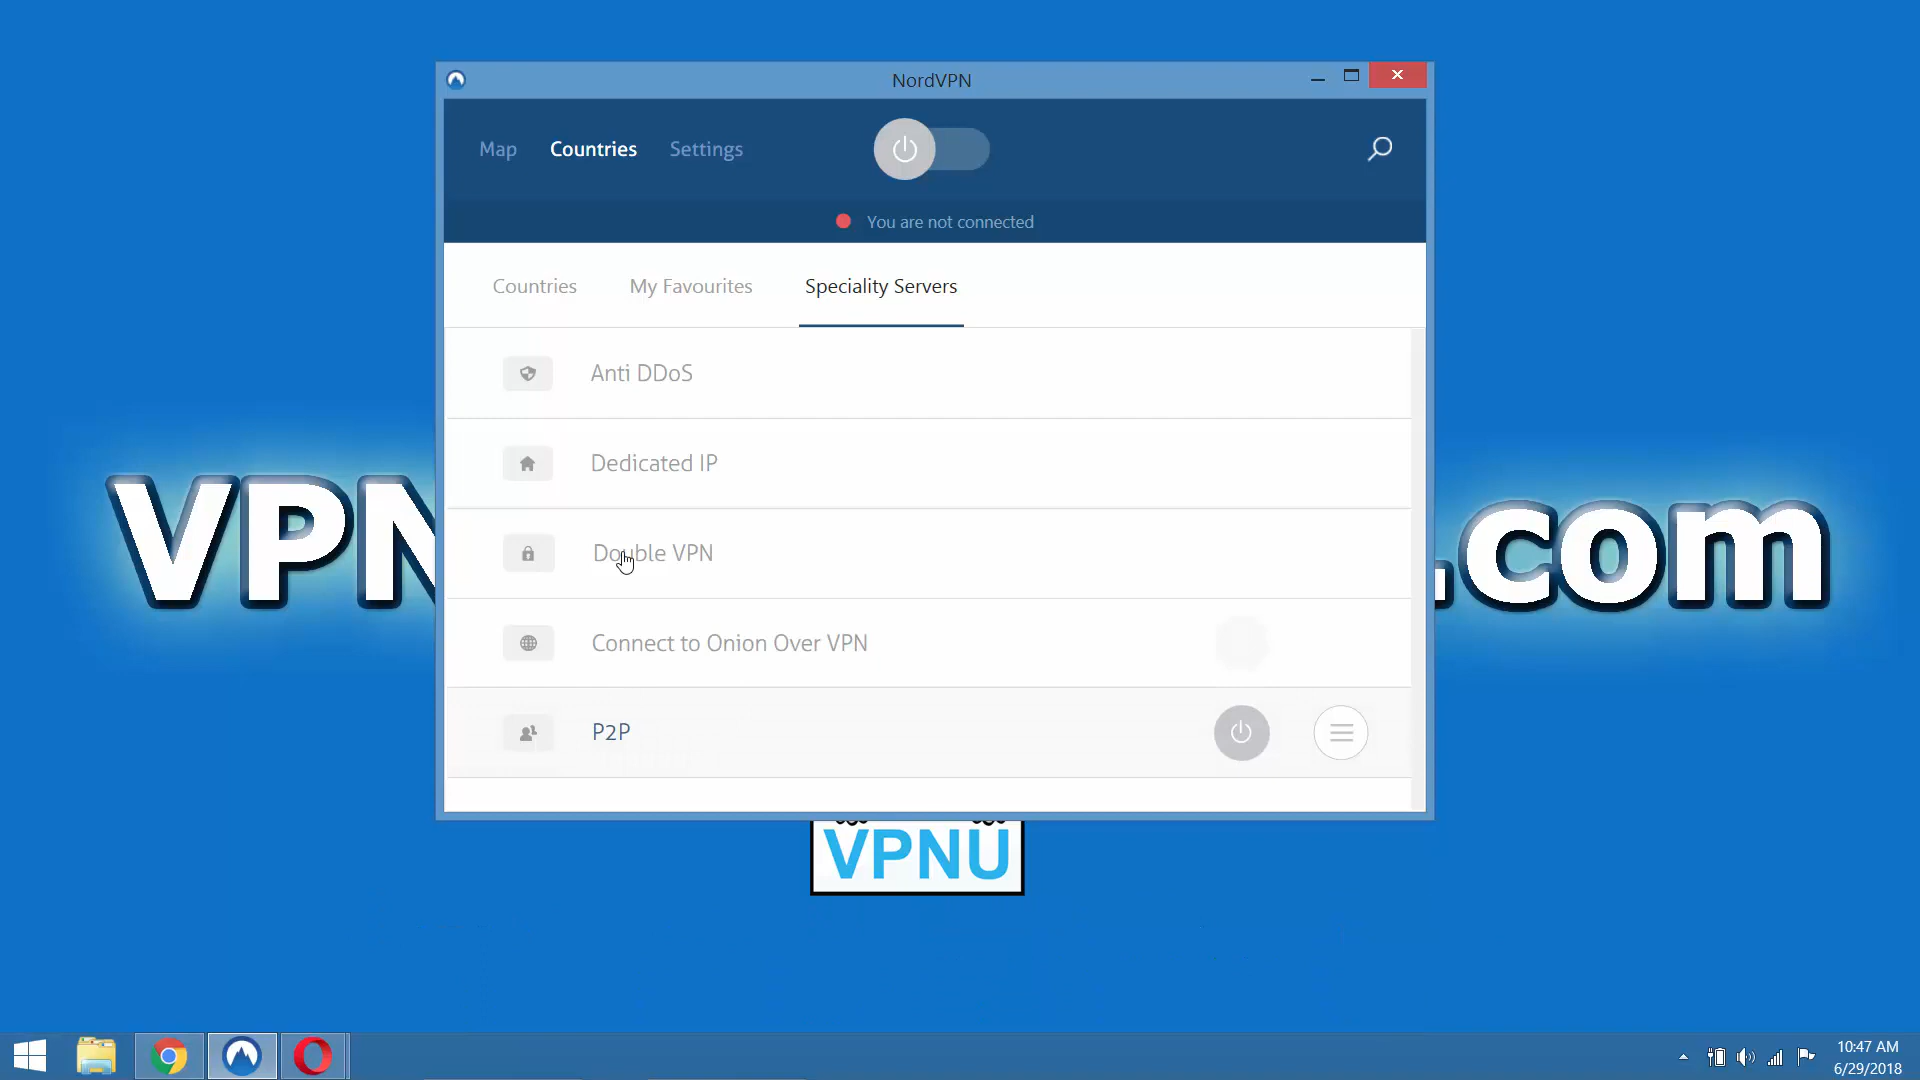 NordVPN
Map Countries Settings
You are not connected
Countries My Favourites Speciality Servers
Anti DDoS
Dedicated IP
VPN .com
Double VPN
Connect to Onion Over VPN
P2P
VPNU
10:47 AM
6/29/2018